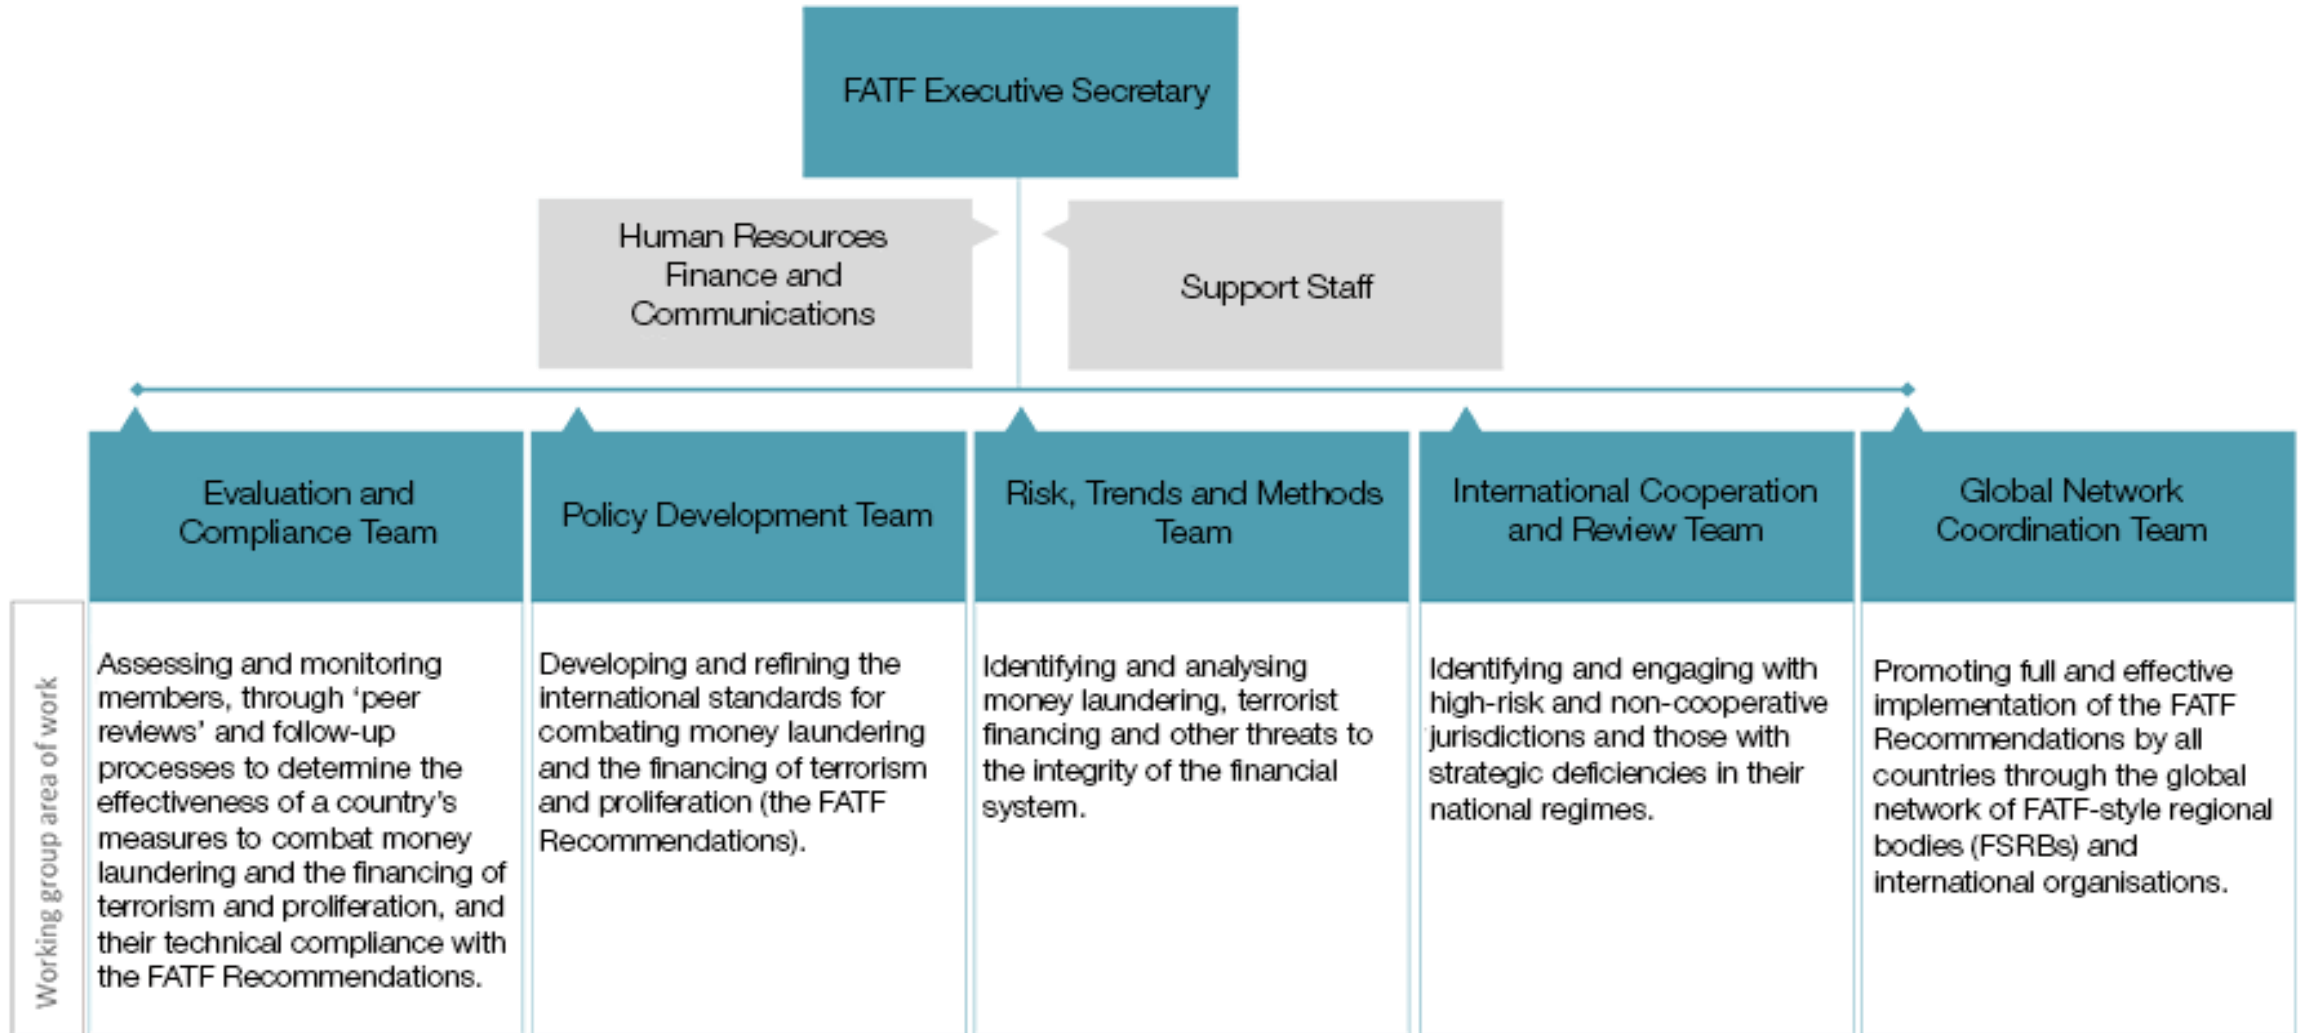 FATF Executive Secretary
Human Resources
Finance and
Communications
Support Staff
Evaluation and
Compliance Team
Policy Development Team
Risk, Trends and Methods
Team
International Cooperation
and Review Team
Global Network
Coordination Team
Working group area of work
Assessing and monitoring
members, through ‘peer
reviews’ and follow-up
processes to determine the
effectiveness of a country’s
measures to combat money
laundering and the financing of
terrorism and proliferation, and
their technical compliance with
the FATF Recommendations.
Developing and refining the
international standards for
combating money laundering
and the financing of terrorism
and proliferation (the FATF
Recommendations).
Identifying and analysing
money laundering, terrorist
financing and other threats to
the integrity of the financial
system.
Identifying and engaging with
high-risk and non-cooperative
jurisdictions and those with
strategic deficiencies in their
national regimes.
Promoting full and effective
implementation of the FATF
Recommendations by all
countries through the global
network of FATF-style regional
bodies (FSRBs) and
international organisations.